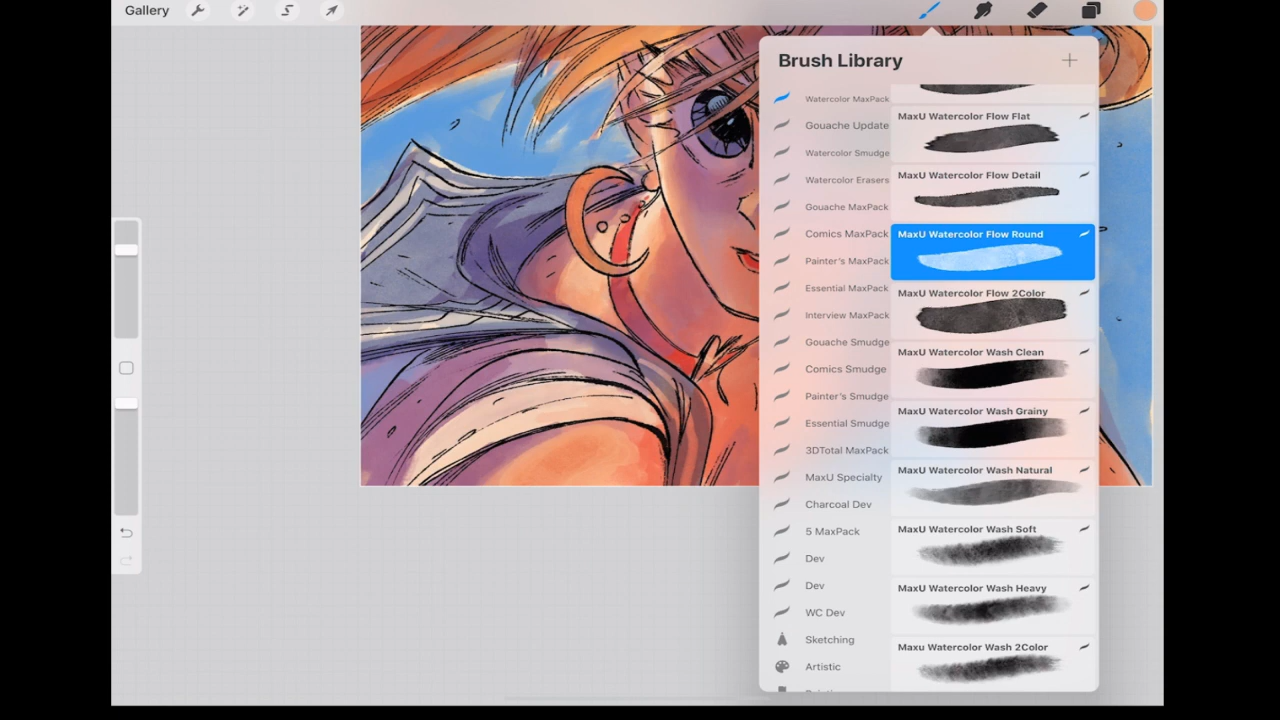 Gallery
Brush Library
Watercolor MaxPack
Gouache Update
Watercolor Smudge
Watercolor Erasers
Gouache MaxPack
Comics MaxPack
Painter's MaxPack
Essential MaxPack
Interview MaxPack
Gouache Smudge
Comics Smudge
Painter's Smudge
Essential Smudge
3DTotal MaxPack
MaxU Specialty
Charcoal Dev
5 MaxPack
Dev
Dev
WC Dev
Sketching
Artistic
MaxU Watercolor Flow Flat
MaxU Watercolor Flow Detail
MaxU Watercolor Flow Round
MaxU Watercolor Flow 2Color
MaxU Watercolor Wash Clean
MaxU Watercolor Wash Grainy
MaxU Watercolor Wash Natural
MaxU Watercolor Wash Soft
MaxU Watercolor Wash Heavy
Maxu Watercolor Wash 2Color